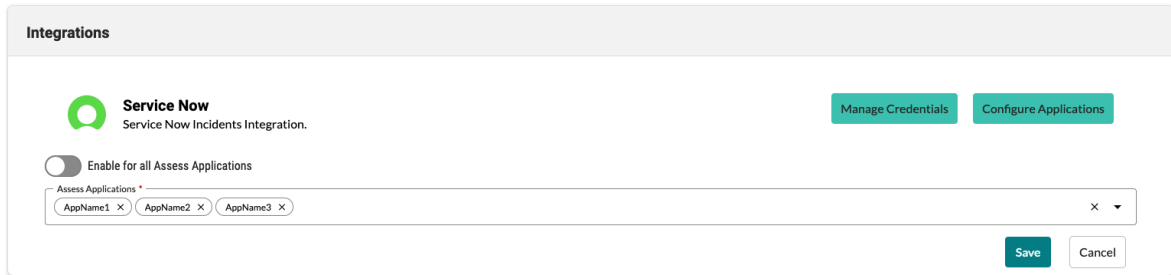 Integrations
Service Now
Service Now Incidents Integration.
Manage Credentials
Configure Applications
Enable for all Assess Applications
Assess Applications *
AppName1 × AppName2 × AppName3 ×
Save
Cancel